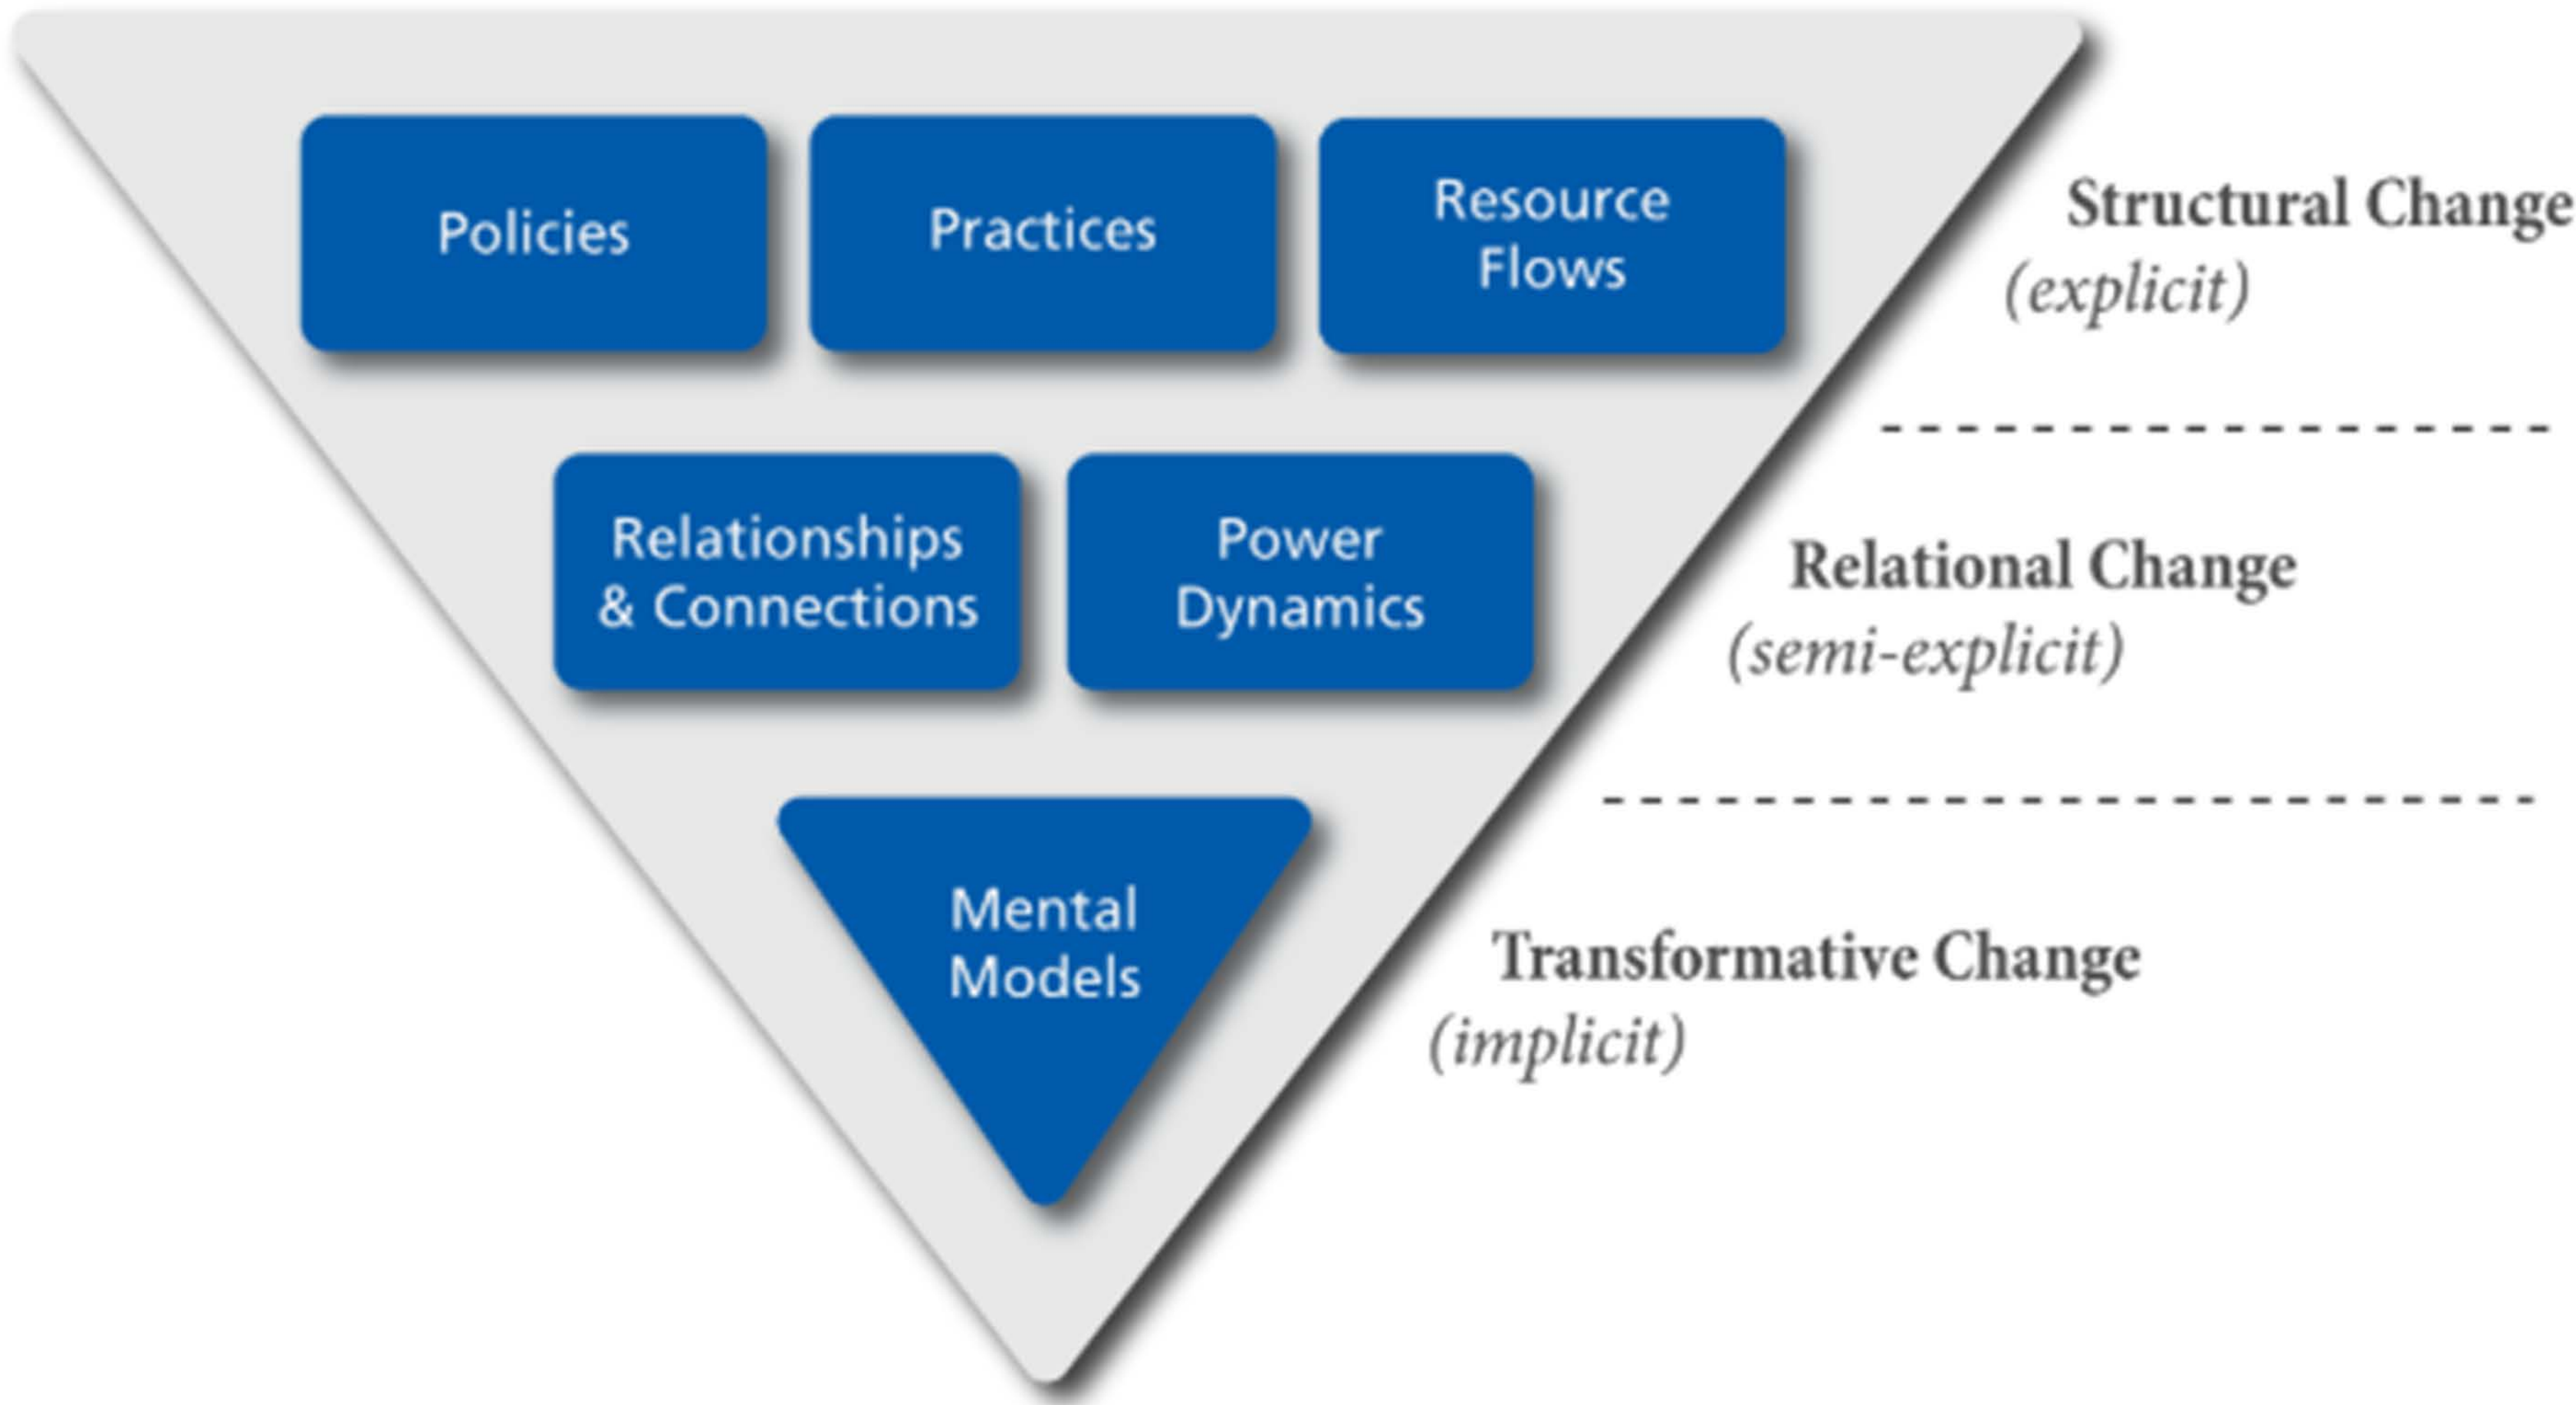 Policies
Practices
Resource
Flows
Structural Change
(explicit)
Relationships
& Connections
Power
Dynamics
Relational Change
(semi-explicit)
Mental
Models
Transformative Change
(implicit)